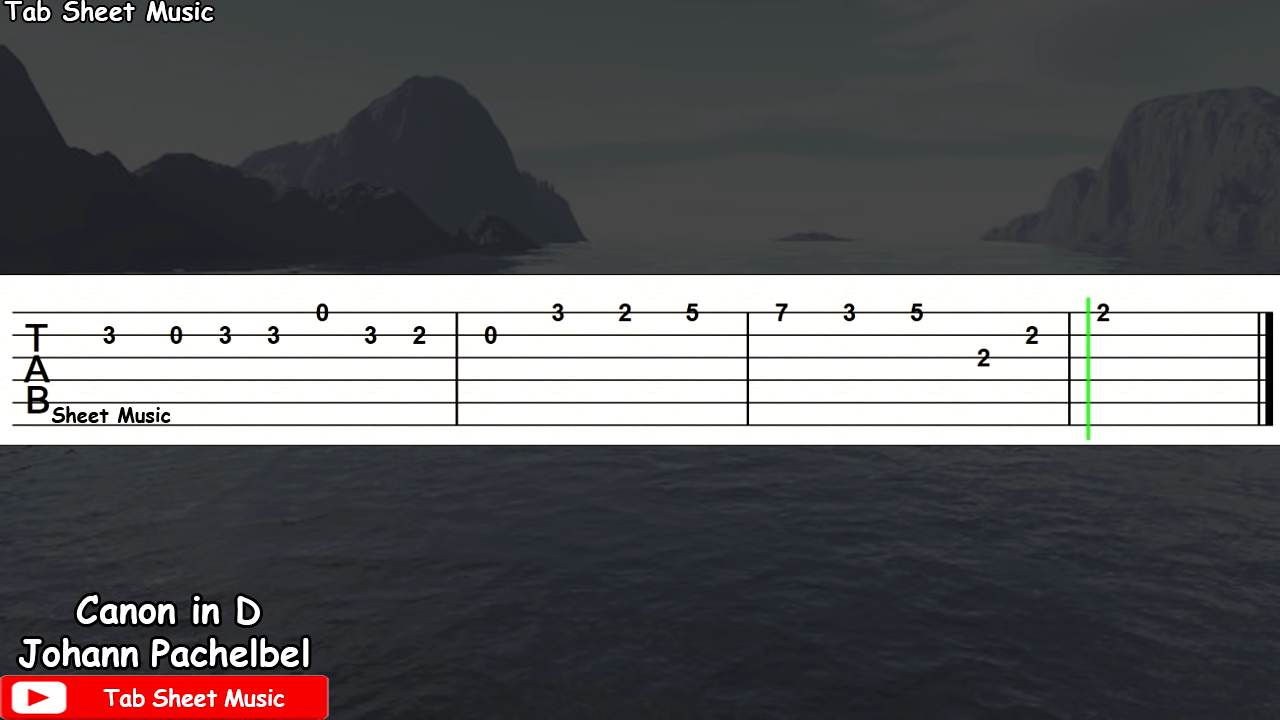 Tab Sheet Music
0 3 2 5 7 3 5 2
3 0 3 3 3 2 0 2
2
T
A
B
Sheet Music
Canon in D
Johann Pachelbel
Tab Sheet Music